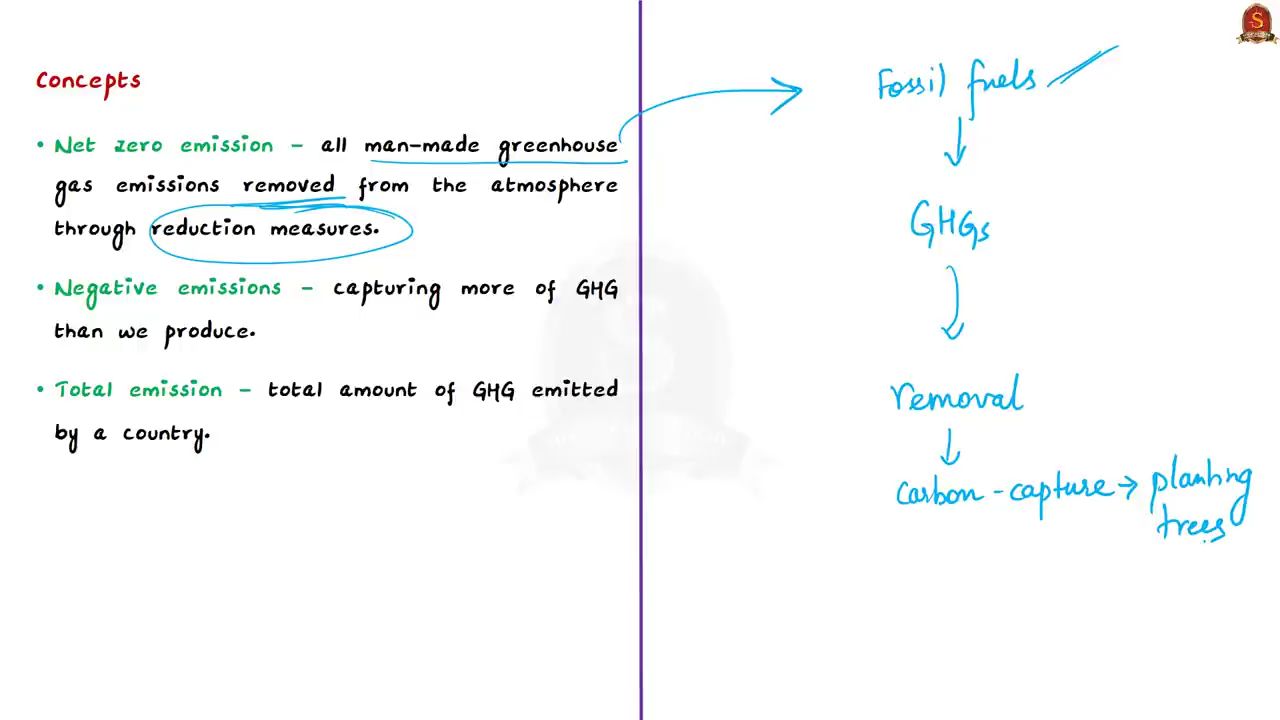 Concepts
• Net zero emission - all man-made greenhouse
gas emissions removed from the atmosphere
through reduction measures.
• Negative emissions - capturing more of GHG
than we produce.
• Total emission - total amount of GHG emitted
by a country.
Fossil fuels
GHGs
removal
carbon-capture → planting
trees